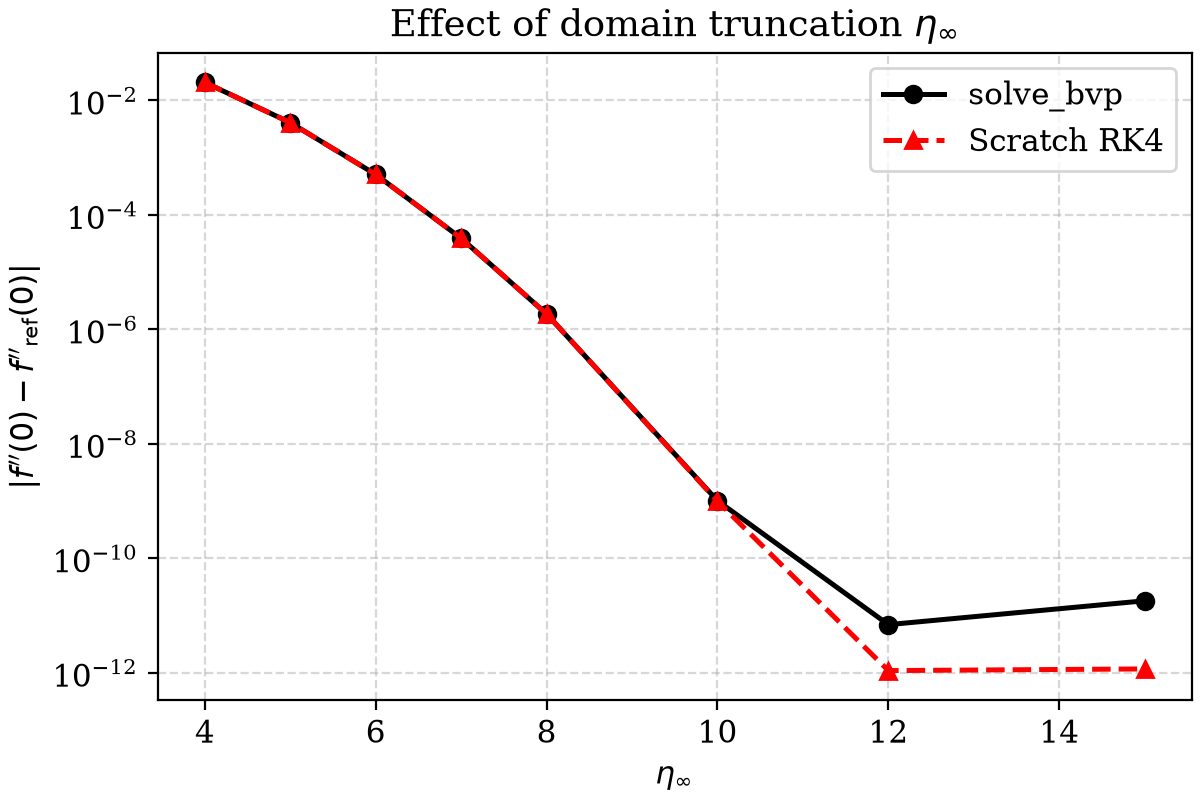 Effect of domain truncation η∞
solve_bvp
Scratch RK4
|f′′(0) − f′′ref(0)|
10⁻²
10⁻⁴
10⁻⁶
10⁻⁸
10⁻¹⁰
10⁻¹²
4 6 8 10 12 14
η∞